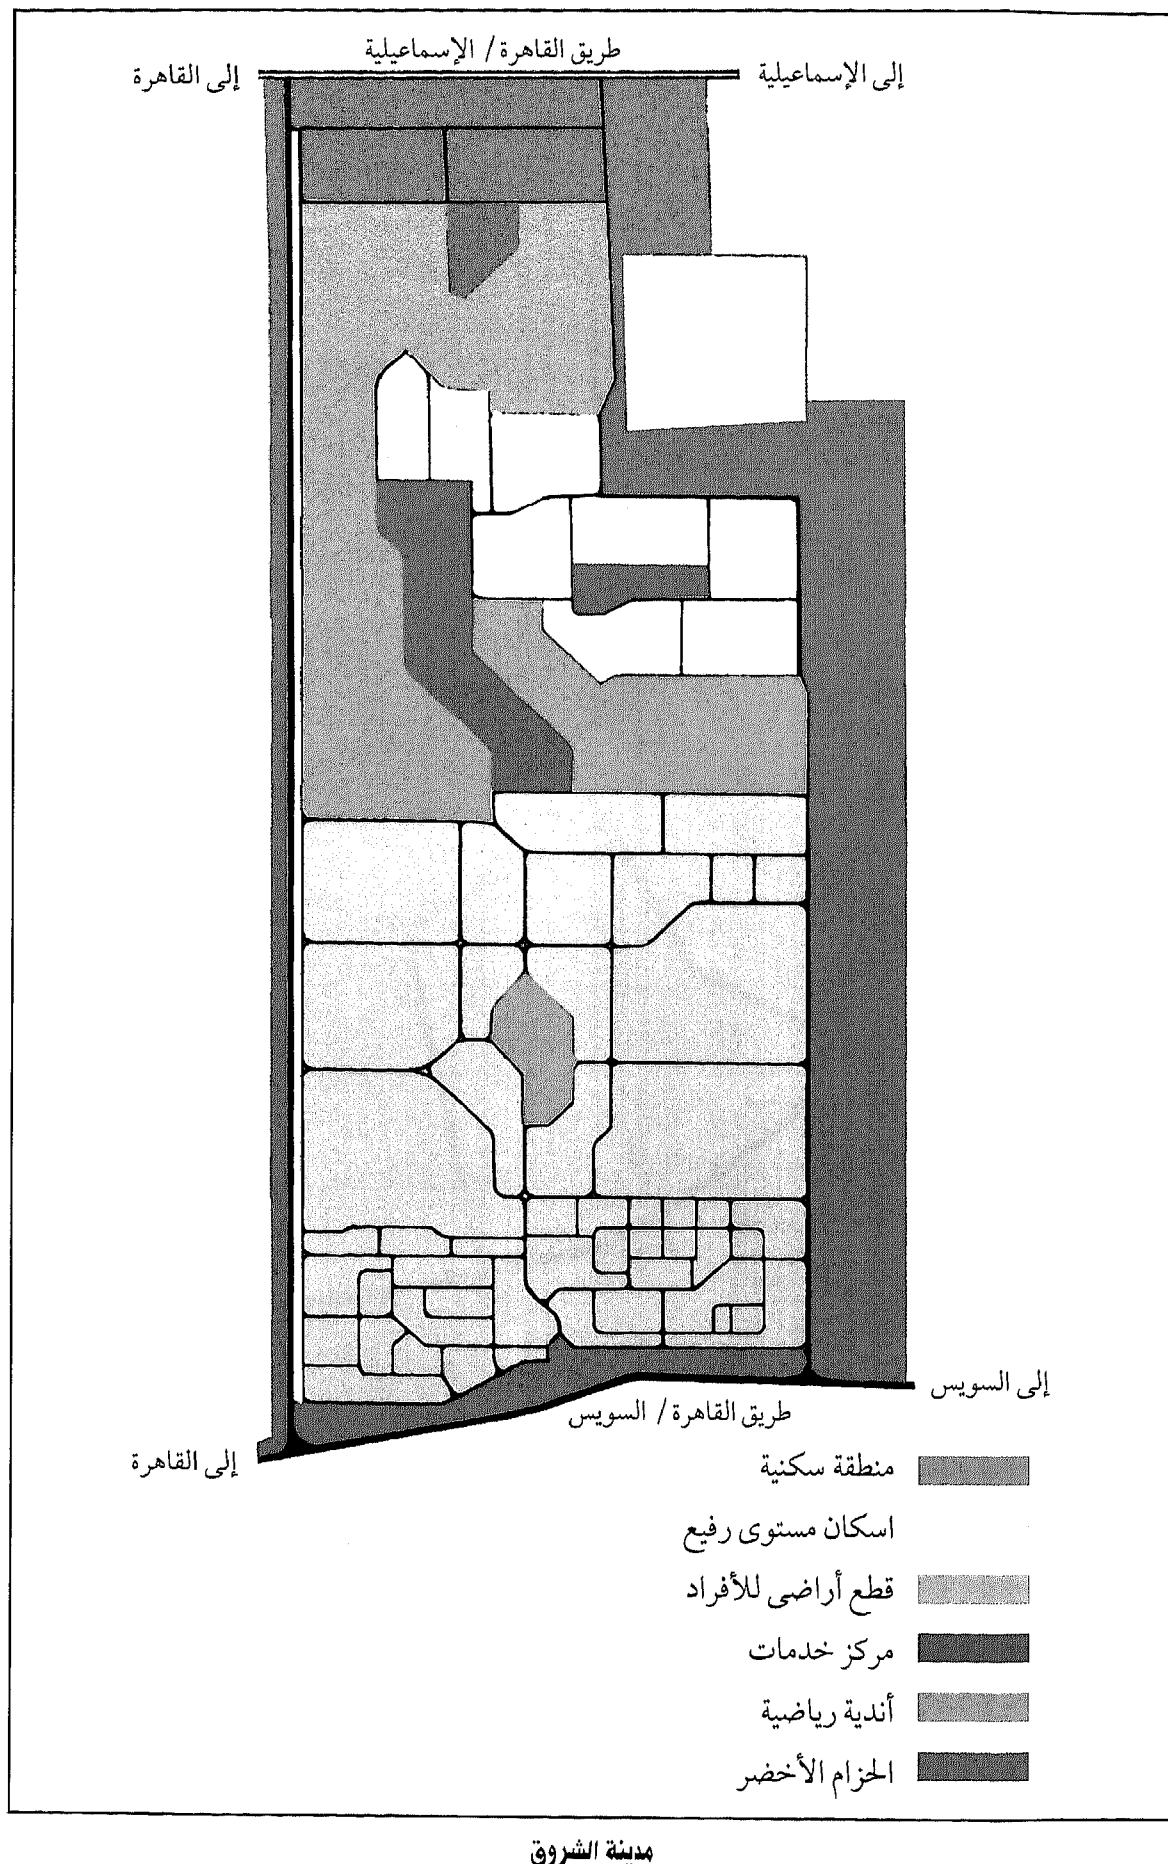 طريق القاهرة / الإسماعيلية
إلى الإسماعيلية
إلى القاهرة
إلى السويس
طريق القاهرة / السويس
إلى القاهرة
منطقة سكنية
اسكان مستوى رفيع
قطع أراضى للأفراد
مركز خدمات
أندية رياضية
الحزام الأخضر
مدينة الشروق